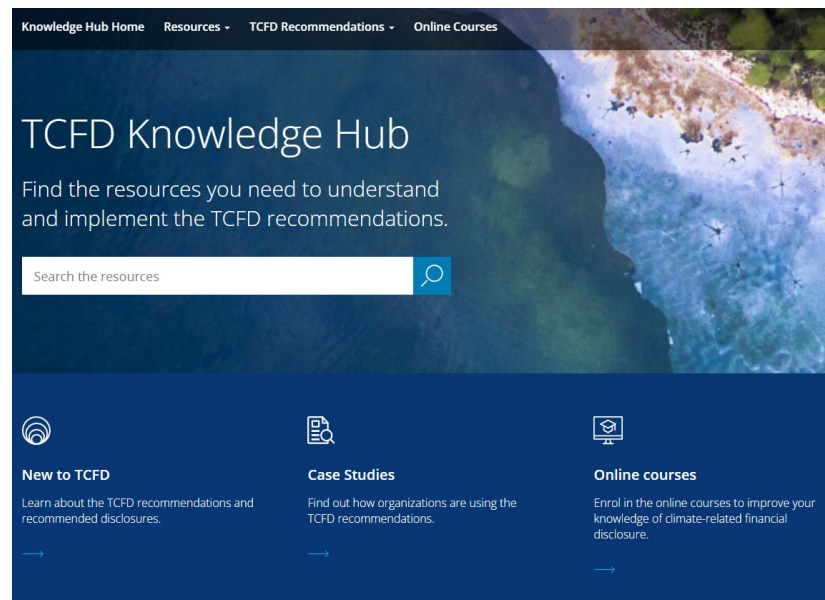 Knowledge Hub Home Resources TCFD Recommendations Online Courses
TCFD Knowledge Hub
Find the resources you need to understand
and implement the TCFD recommendations.
Search the resources
New to TCFD
Learn about the TCFD recommendations and
recommended disclosures.
Case Studies
Find out how organizations are using the
TCFD recommendations.
Online courses
Enrol in the online courses to improve your
knowledge of climate-related financial
disclosure.